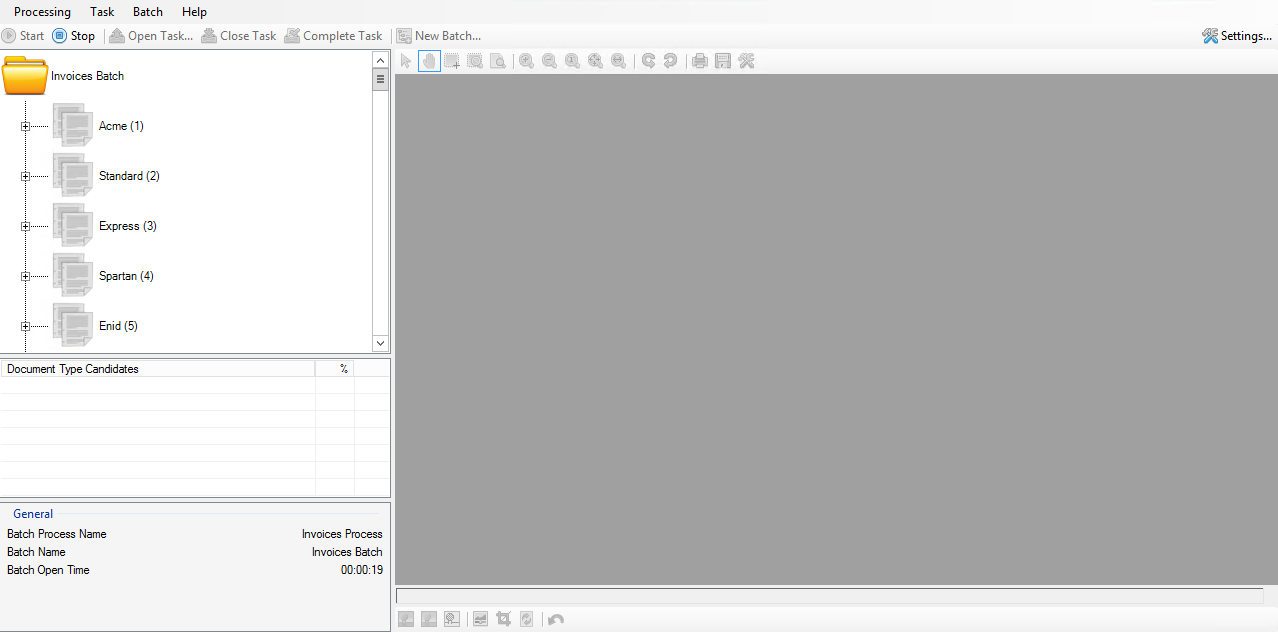 Processing Task Batch Help
Start Stop Open Task... Close Task Complete Task New Batch... Settings...
Invoices Batch
Acme (1)
Standard (2)
Express (3)
Spartan (4)
Enid (5)
Document Type Candidates %
General
Batch Process Name Invoices Process
Batch Name Invoices Batch
Batch Open Time 00:00:19